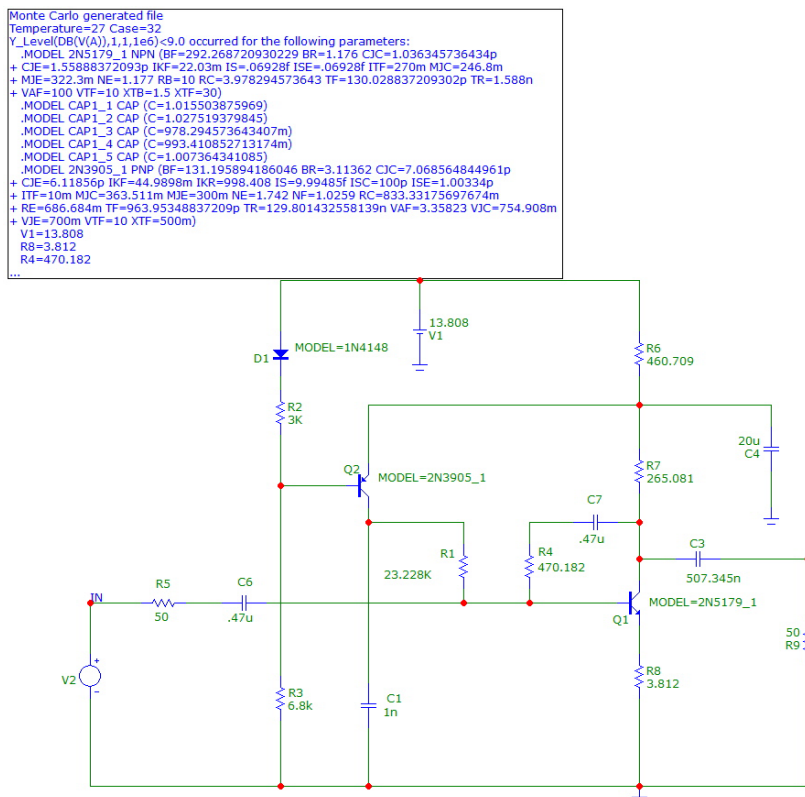 Monte Carlo generated file
Temperature=27 Case=32
Y_Level(DB(V(A)),1,1,1e6)<9.0 occurred for the following parameters:
.MODEL 2N5179_1 NPN (BF=292.268720930229 BR=1.176 CJC=1.036345736434p
+ CJE=1.55888372093p IKF=22.03m IS=.06928f ISE=.06928f ITF=270m MJC=246.8m
+ MJE=322.3m NE=1.177 RB=10 RC=3.978294573643 TF=130.028837209302p TR=1.588n
+ VAF=100 VTF=10 XTB=1.5 XTF=30)
.MODEL CAP1_1 CAP (C=1.015503875969)
.MODEL CAP1_2 CAP (C=1.027519379845)
.MODEL CAP1_3 CAP (C=978.294573643407m)
.MODEL CAP1_4 CAP (C=993.410852713174m)
.MODEL CAP1_5 CAP (C=1.007364341085)
.MODEL 2N3905_1 PNP (BF=131.195894186046 BR=3.11362 CJC=7.068564844961p
+ CJE=6.11856p IKF=44.9898m IKR=998.408 IS=9.99485f ISC=100p ISE=1.00334p
+ ITF=10m MJC=363.511m MJE=300m NE=1.742 NF=1.0259 RC=833.33175697674m
+ RE=686.684m TF=963.95348837209p TR=129.801432558139n VAF=3.35823 VJC=754.908m
+ VJE=700m VTF=10 XTF=500m)
V1=13.808
R8=3.812
R4=470.182
...
13.808
V1
D1
MODEL=1N4148
R6
460.709
R2
3K
Q2
MODEL=2N3905_1
R7
265.081
20u
C4
C7
.47u
R1
23.228K
R4
470.182
C3
507.345n
IN
R5
50
C6
.47u
MODEL=2N5179_1
Q1
50
R9
V2
+
-
R3
6.8k
C1
1n
R8
3.812